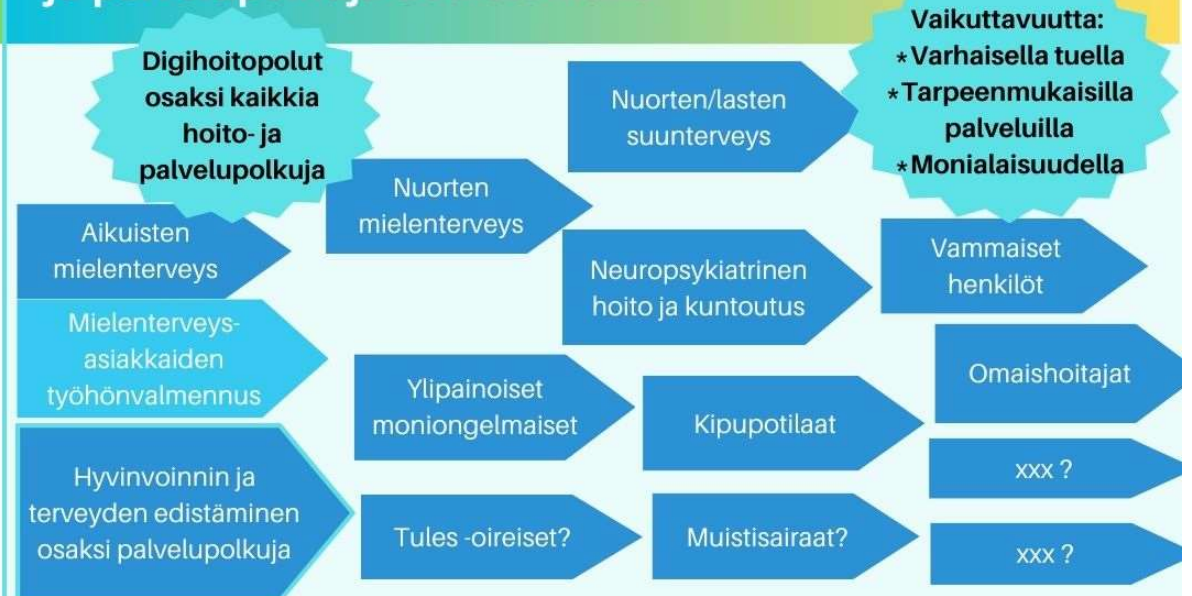 Digihoitopolut
osaksi kaikkia
hoito- ja
palvelupolkuja
Vaikuttavuutta:
*Varhaisella tuella
*Tarpeenmukaisilla
palveluilla
*Monialaisuudella
Nuorten/lasten
suunterveys
Nuorten
mielenterveys
Aikuisten
mielenterveys
Neuropsykiatrinen
hoito ja kuntoutus
Vammaiset
henkilöt
Mielenterveys-
asiakkaiden
työhönvalmennus
Ylipainoiset
moniongelmaiset
Kipupotilaat
Omaishoitajat
Hyvinvoinnin ja
terveyden edistäminen
osaksi palvelupolkuja
xxx ?
Tules -oireiset?
Muistisairaat?
xxx ?